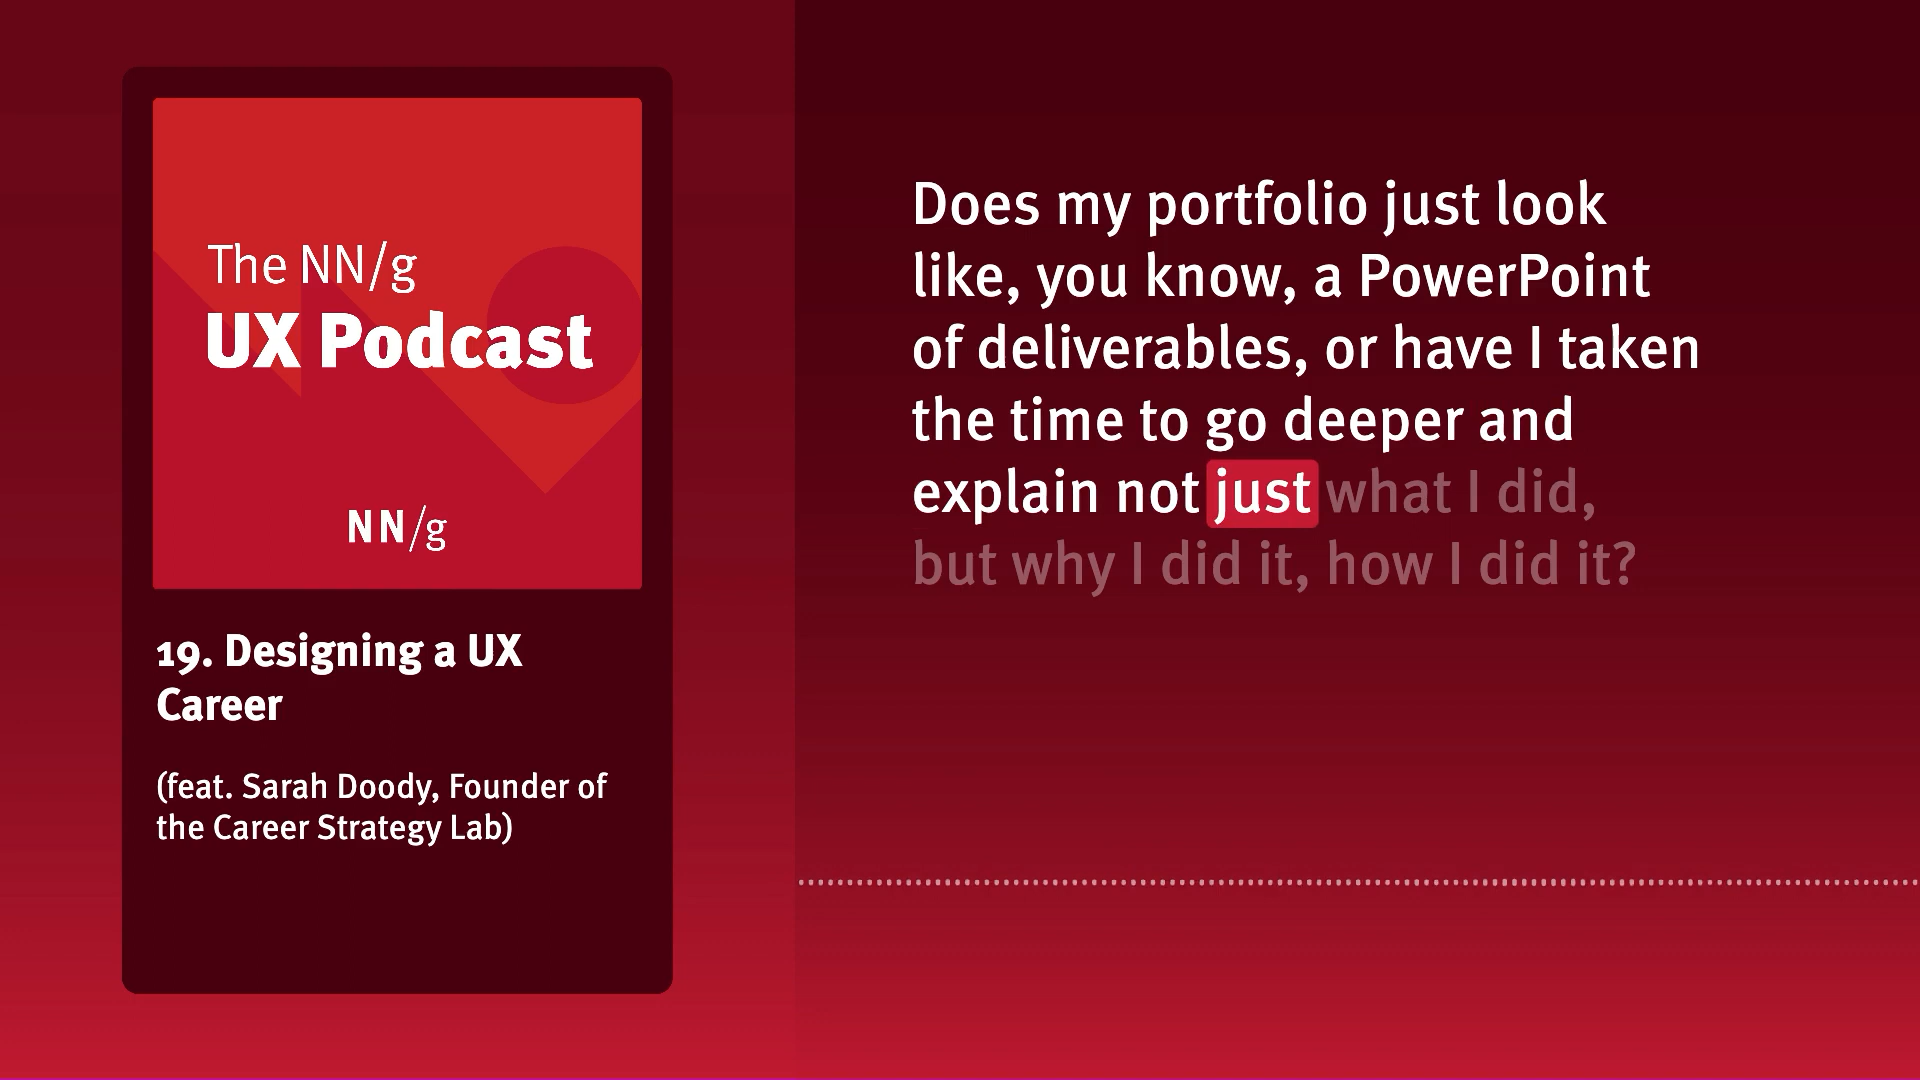 The NN/g
UX Podcast
NN/g
19. Designing a UX
Career
(feat. Sarah Doody, Founder of
the Career Strategy Lab)
Does my portfolio just look
like, you know, a PowerPoint
of deliverables, or have I taken
the time to go deeper and
explain not just what I did,
but why I did it, how I did it?